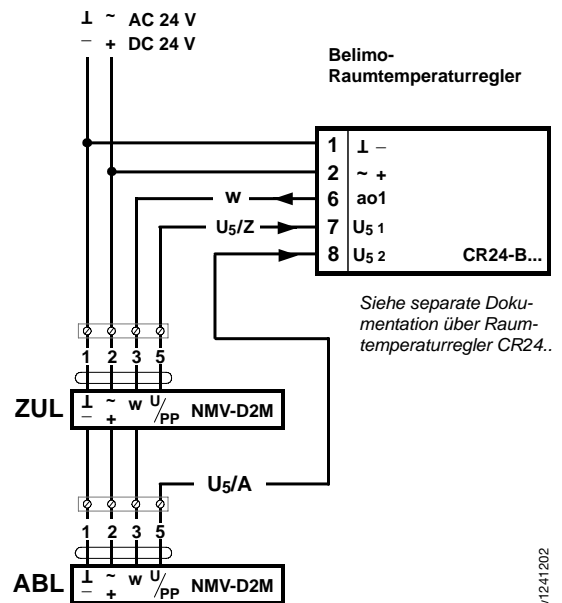 ⊥ ~ AC 24 V
– + DC 24 V
Belimo-
Raumtemperaturregler
1 ⊥ –
2 ~ +
6 ao1
7 U5 1
8 U5 2 CR24-B...
w
U5/Z
Siehe separate Doku-
mentation über Raum-
temperaturregler CR24..
1 2 3 5
ZUL ⊥ ~ w U/PP NMV-D2M
– +
U5/A
1 2 3 5
ABL ⊥ ~ w U/PP NMV-D2M
– +
v1241202